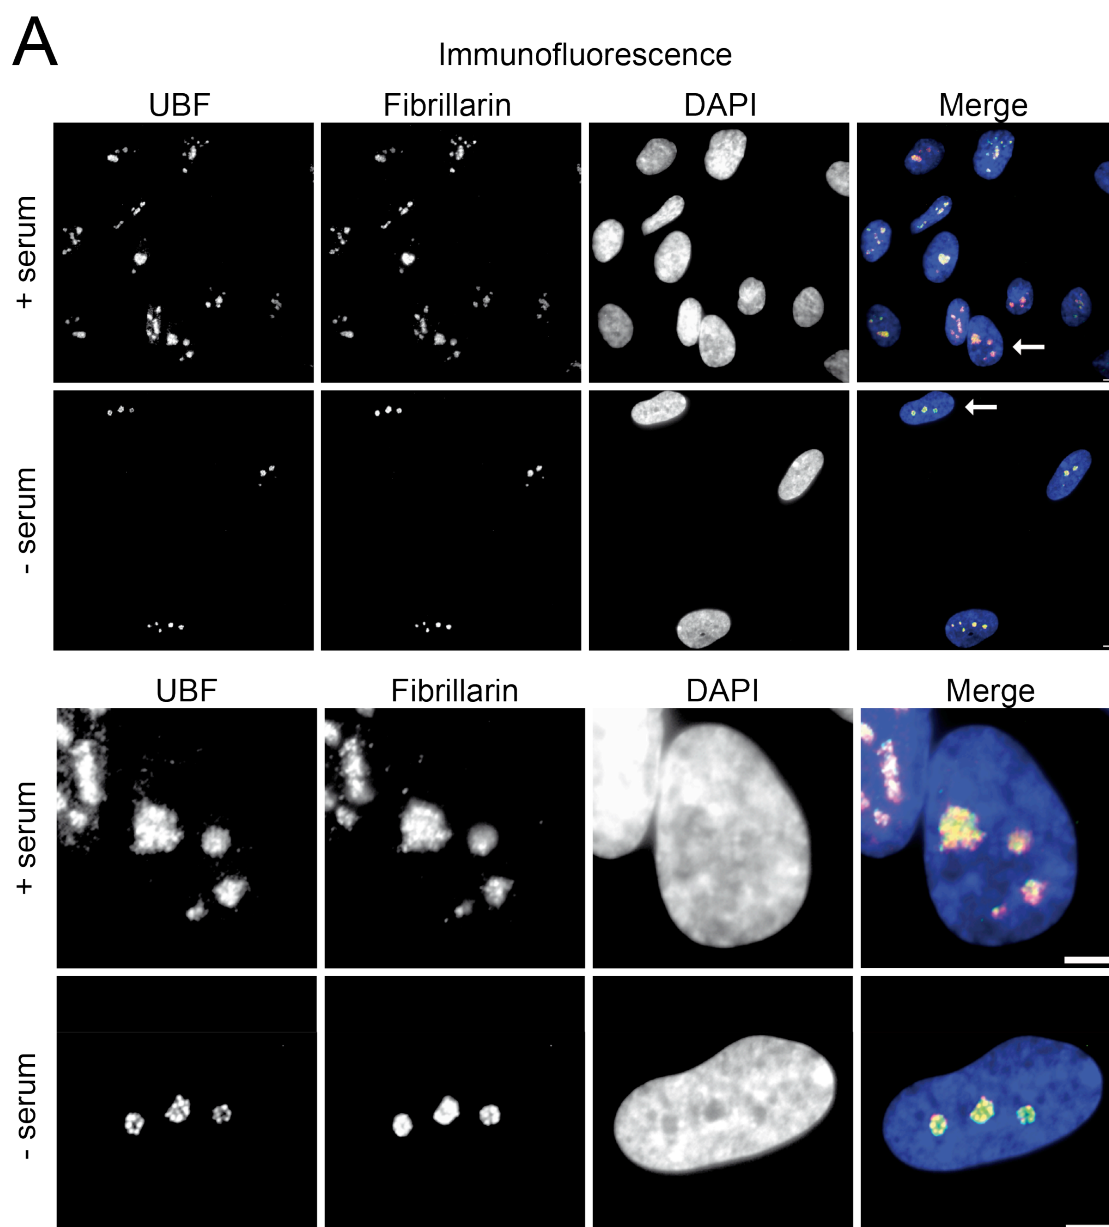 A
Immunofluorescence
UBF Fibrillarin DAPI Merge
+ serum
- serum
UBF Fibrillarin DAPI Merge
+ serum
- serum